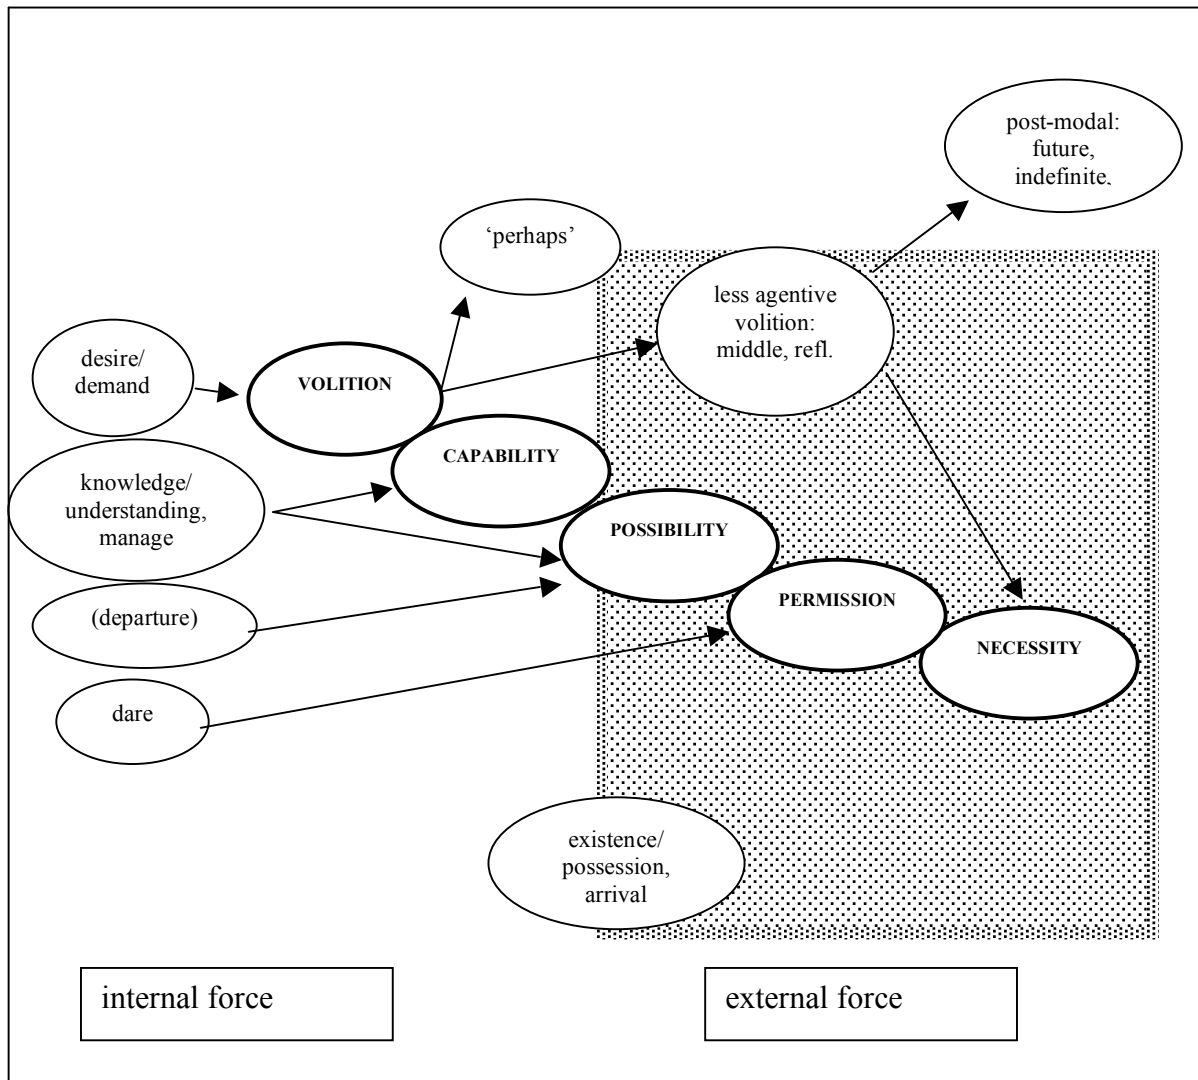 post-modal:
future,
indefinite,
‘perhaps’
less agentive
volition:
middle, refl.
desire/
demand
VOLITION
CAPABILITY
knowledge/
understanding,
manage
POSSIBILITY
(departure)
PERMISSION
NECESSITY
dare
existence/
possession,
arrival
internal force
external force